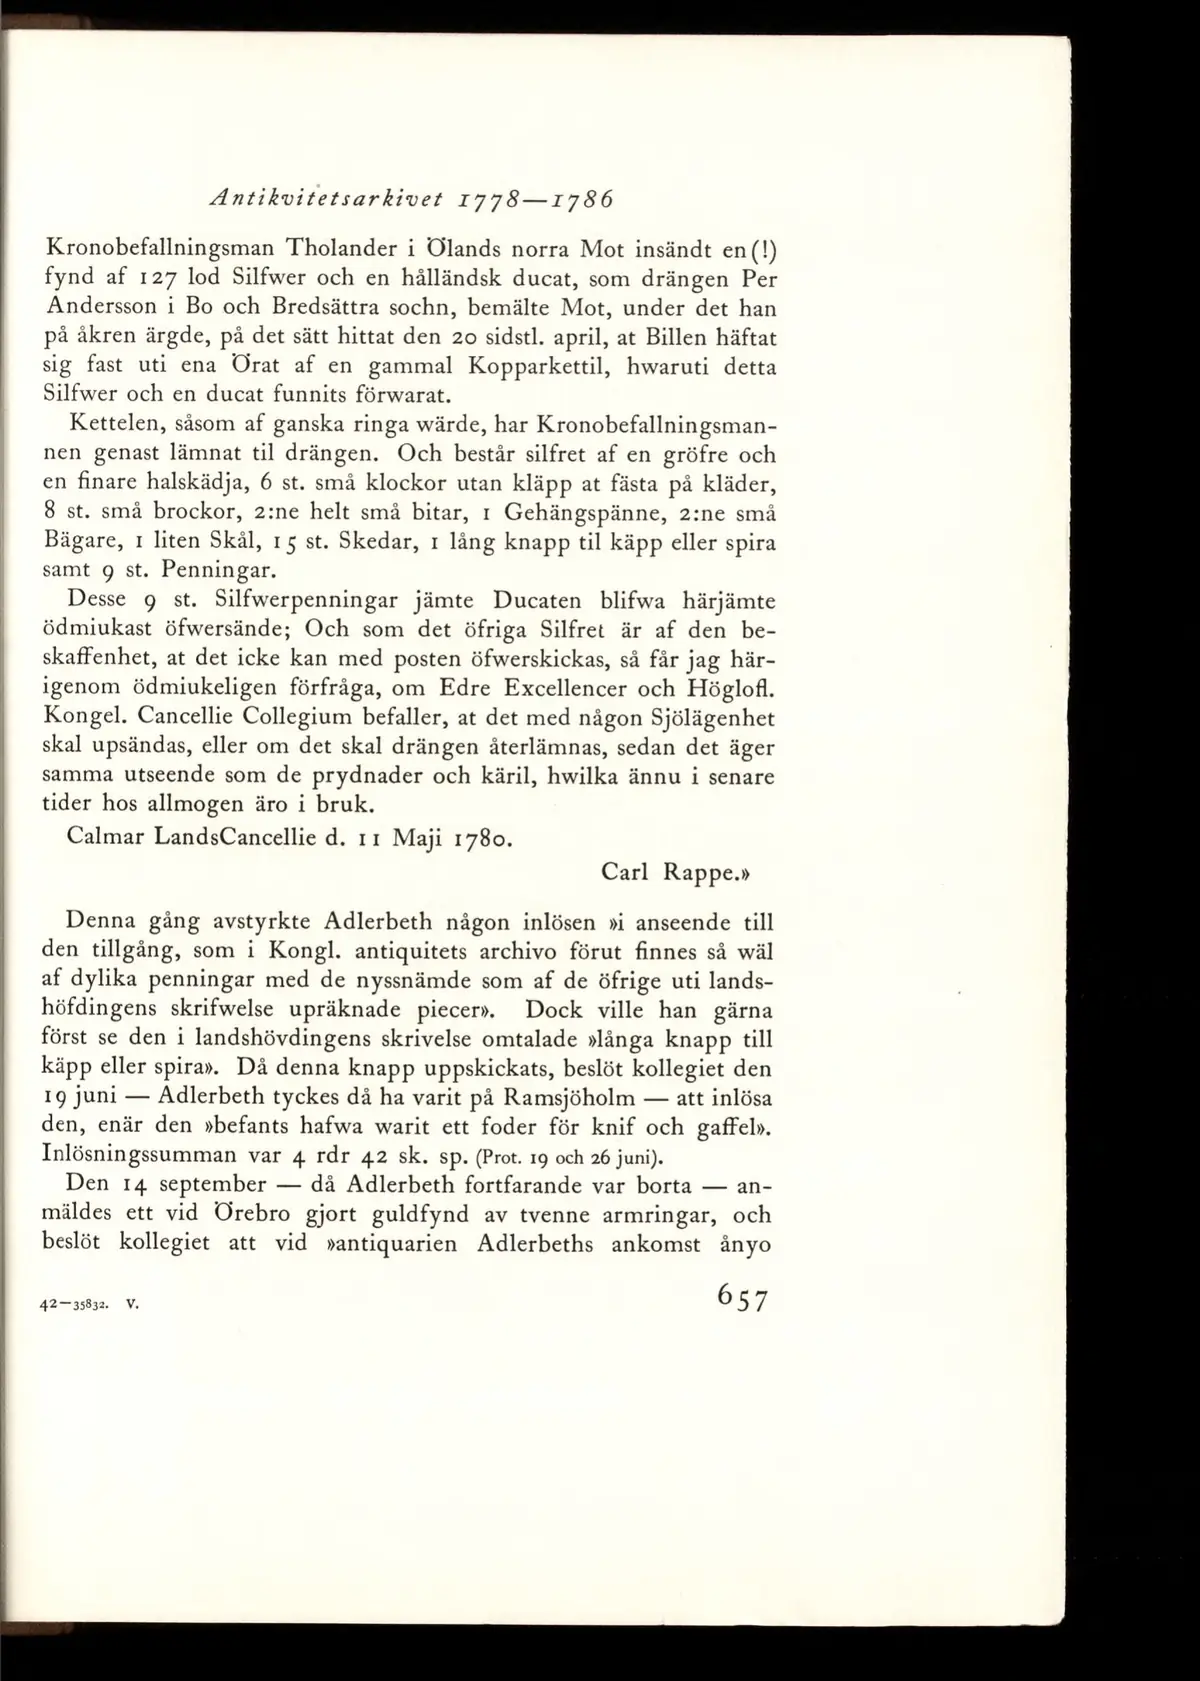 Antikvitetsarkivet 1778—1786
Kronobefallningsman Tholander i Ölands norra Mot insändt en(!)
fynd af 127 lod Silfwer och en hålländsk ducat, som drängen Per
Andersson i Bo och Bredsättra sochn, bemälte Mot, under det han
på åkren ärgde, på det sätt hittat den 20 sidstl. april, at Billen häftat
sig fast uti ena Örat af en gammal Kopparkettil, hwaruti detta
Silfwer och en ducat funnits förwarat.
Kettelen, såsom af ganska ringa wärde, har Kronobefallningsman-
nen genast lämnat til drängen. Och består silfret af en gröfre och
en finare halskädja, 6 st. små klockor utan kläpp at fästa på kläder,
8 st. små brockor, 2:ne helt små bitar, 1 Gehängspänne, 2:ne små
Bägare, 1 liten Skål, 15 st. Skedar, 1 lång knapp til käpp eller spira
samt 9 st. Penningar.
Desse 9 st. Silfwerpenningar jämte Ducaten blifwa härjämte
ödmiukast öfwersände; Och som det öfriga Silfret är af den be-
skaffenhet, at det icke kan med posten öfwerskickas, så får jag här-
igenom ödmiukeligen förfråga, om Edre Excellencer och Höglofl.
Kongel. Cancellie Collegium befaller, at det med någon Sjölägenhet
skal upsändas, eller om det skal drängen återlämnas, sedan det äger
samma utseende som de prydnader och käril, hwilka ännu i senare
tider hos allmogen äro i bruk.
Calmar LandsCancellie d. 11 Maji 1780.
Carl Rappe.»
Denna gång avstyrkte Adlerbeth någon inlösen »i anseende till
den tillgång, som i Kongl. antiquitets archivo förut finnes så wäl
af dylika penningar med de nyssnämde som af de öfrige uti lands-
höfdingens skrifwelse upräknade piecer». Dock ville han gärna
först se den i landshövdingens skrivelse omtalade »långa knapp till
käpp eller spira». Då denna knapp uppskickats, beslöt kollegiet den
19 juni — Adlerbeth tyckes då ha varit på Ramsjöholm — att inlösa
den, enär den »befants hafwa warit ett foder för knif och gaffel».
Inlösningssumman var 4 rdr 42 sk. sp. (Prot. 19 och 26 juni).
Den 14 september — då Adlerbeth fortfarande var borta — an-
mäldes ett vid Örebro gjort guldfynd av tvenne armringar, och
beslöt kollegiet att vid »antiquarien Adlerbeths ankomst ånyo
42—35832. V.
657